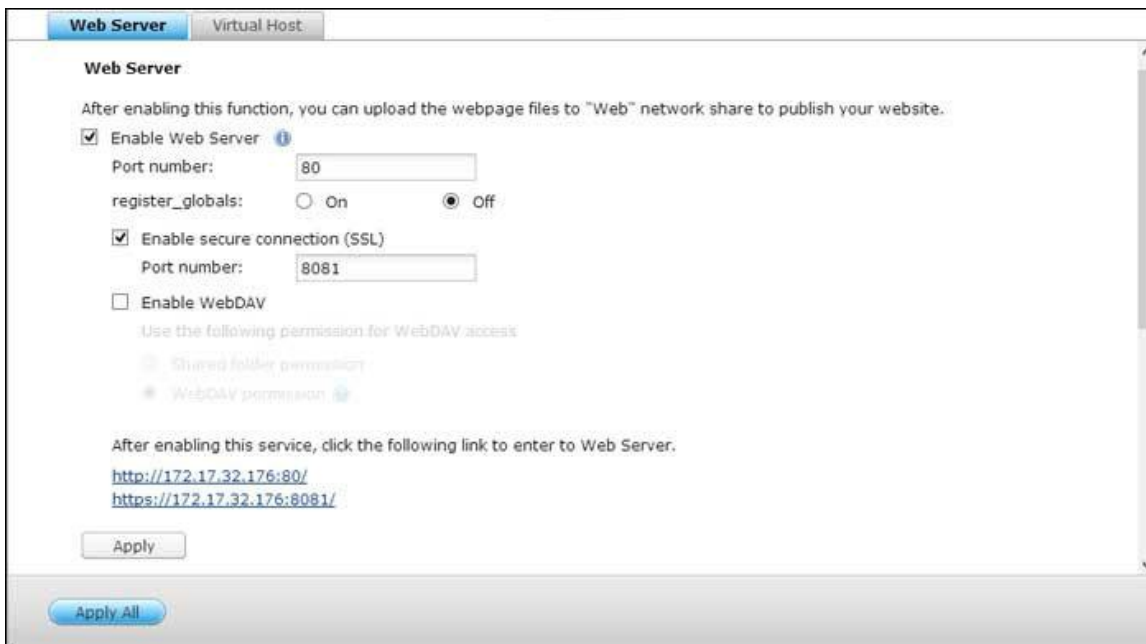 Web Server
Virtual Host
Web Server
After enabling this function, you can upload the webpage files to "Web" network share to publish your website.
Enable Web Server
Port number: 80
register_globals: On Off
Enable secure connection (SSL)
Port number: 8081
Enable WebDAV
Use the following permission for WebDAV access
Shared folder permission
WebDAV permission
After enabling this service, click the following link to enter to Web Server.
http://172.17.32.176:80/
https://172.17.32.176:8081/
Apply
Apply All